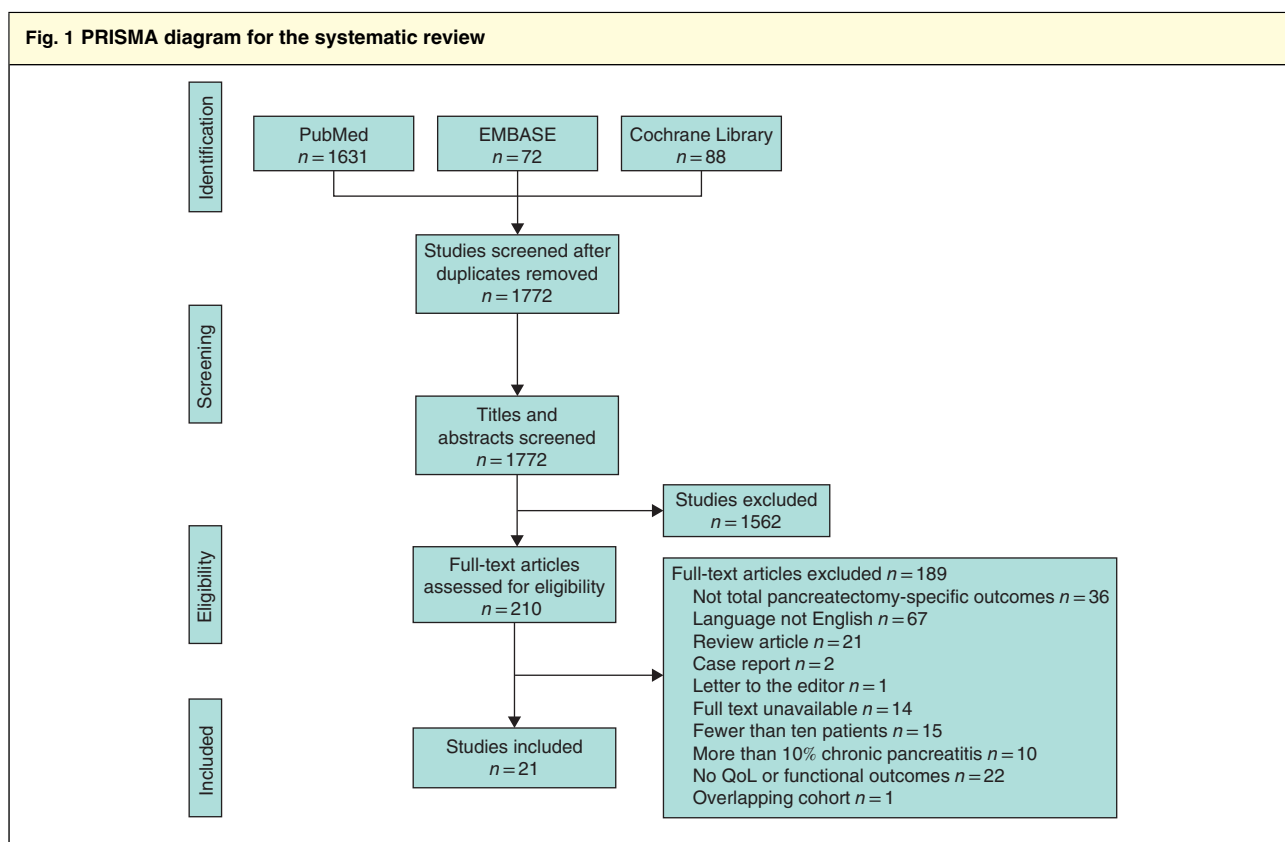 Fig. 1 PRISMA diagram for the systematic review
Identification
PubMed
n = 1631
EMBASE
n = 72
Cochrane Library
n = 88
Studies screened after
duplicates removed
n = 1772
Screening
Titles and
abstracts screened
n = 1772
Studies excluded
n = 1562
Eligibility
Full-text articles
assessed for eligibility
n = 210
Full-text articles excluded n = 189
Not total pancreatectomy-specific outcomes n = 36
Language not English n = 67
Review article n = 21
Case report n = 2
Letter to the editor n = 1
Full text unavailable n = 14
Fewer than ten patients n = 15
More than 10% chronic pancreatitis n = 10
No QoL or functional outcomes n = 22
Overlapping cohort n = 1
Included
Studies included
n = 21